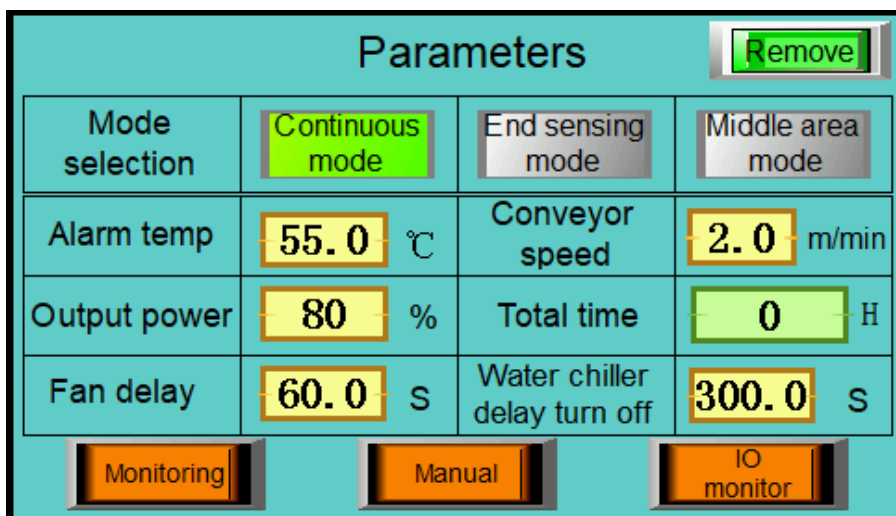 Parameters
Remove
Mode
selection
Continuous
mode
End sensing
mode
Middle area
mode
Alarm temp
55.0 ℃
Conveyor
speed
2.0 m/min
Output power
80 %
Total time
0 H
Fan delay
60.0 S
Water chiller
delay turn off
300.0 S
Monitoring
Manual
IO
monitor